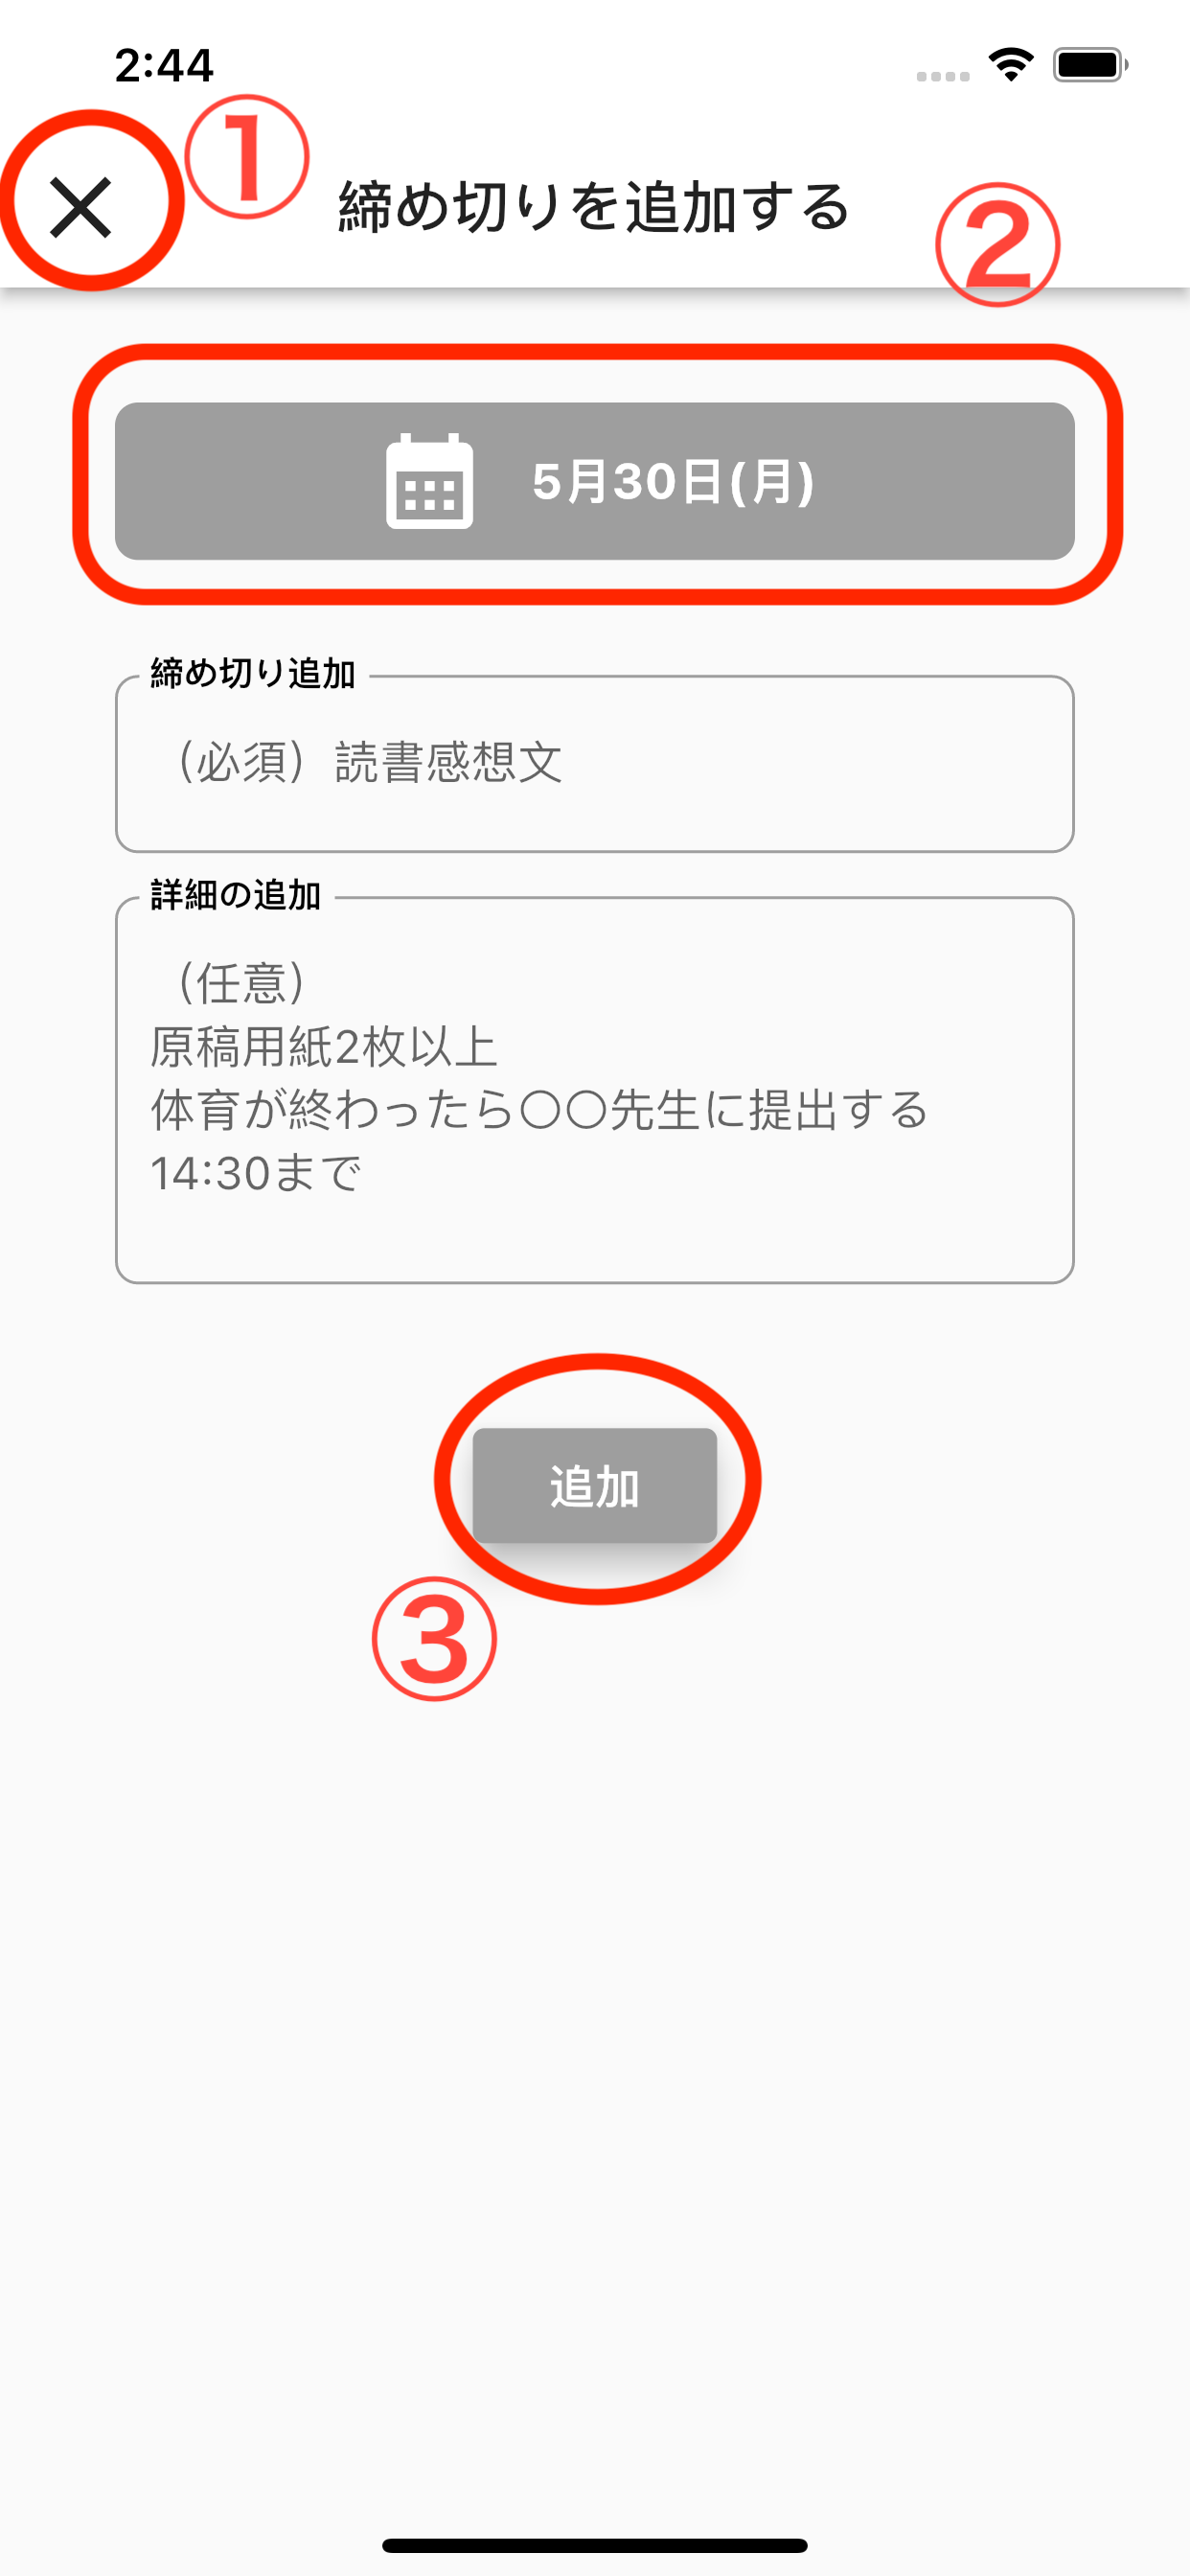 2:44
①
締め切りを追加する
②
5月30日(月)
締め切り追加
（必須）読書感想文
詳細の追加
（任意）
原稿用紙2枚以上
体育が終わったら〇〇先生に提出する
14:30まで
追加
③